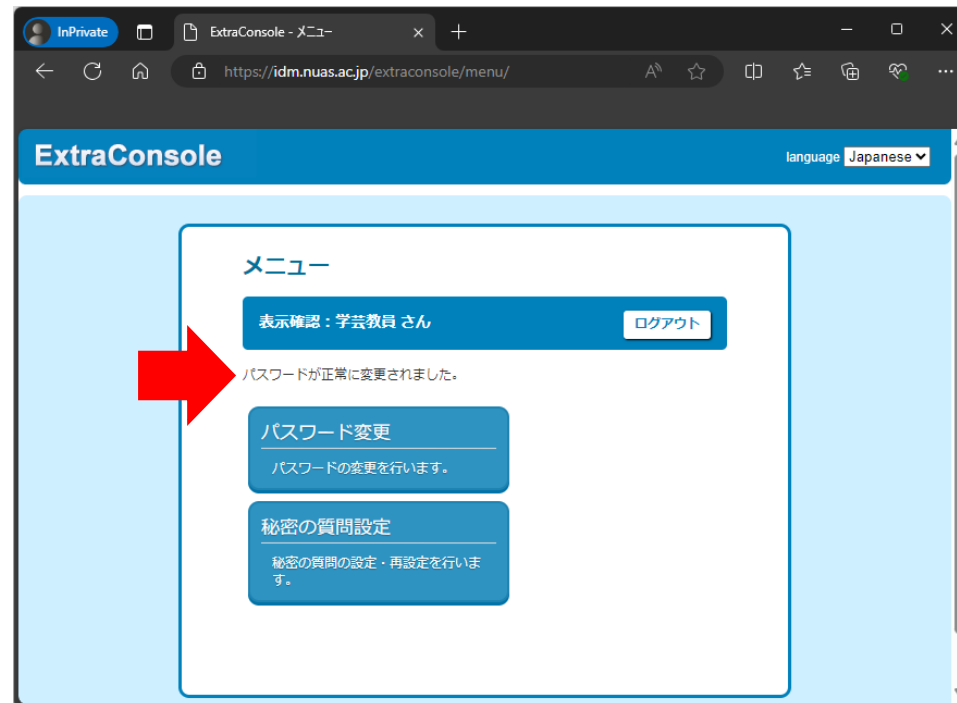 InPrivate
ExtraConsole - メニュー
https://idm.nuas.ac.jp/extraconsole/menu/
ExtraConsole
language Japanese
メニュー
表示確認：学芸教員 さん
ログアウト
パスワードが正常に変更されました。
パスワード変更
パスワードの変更を行います。
秘密の質問設定
秘密の質問の設定・再設定を行いま
す。